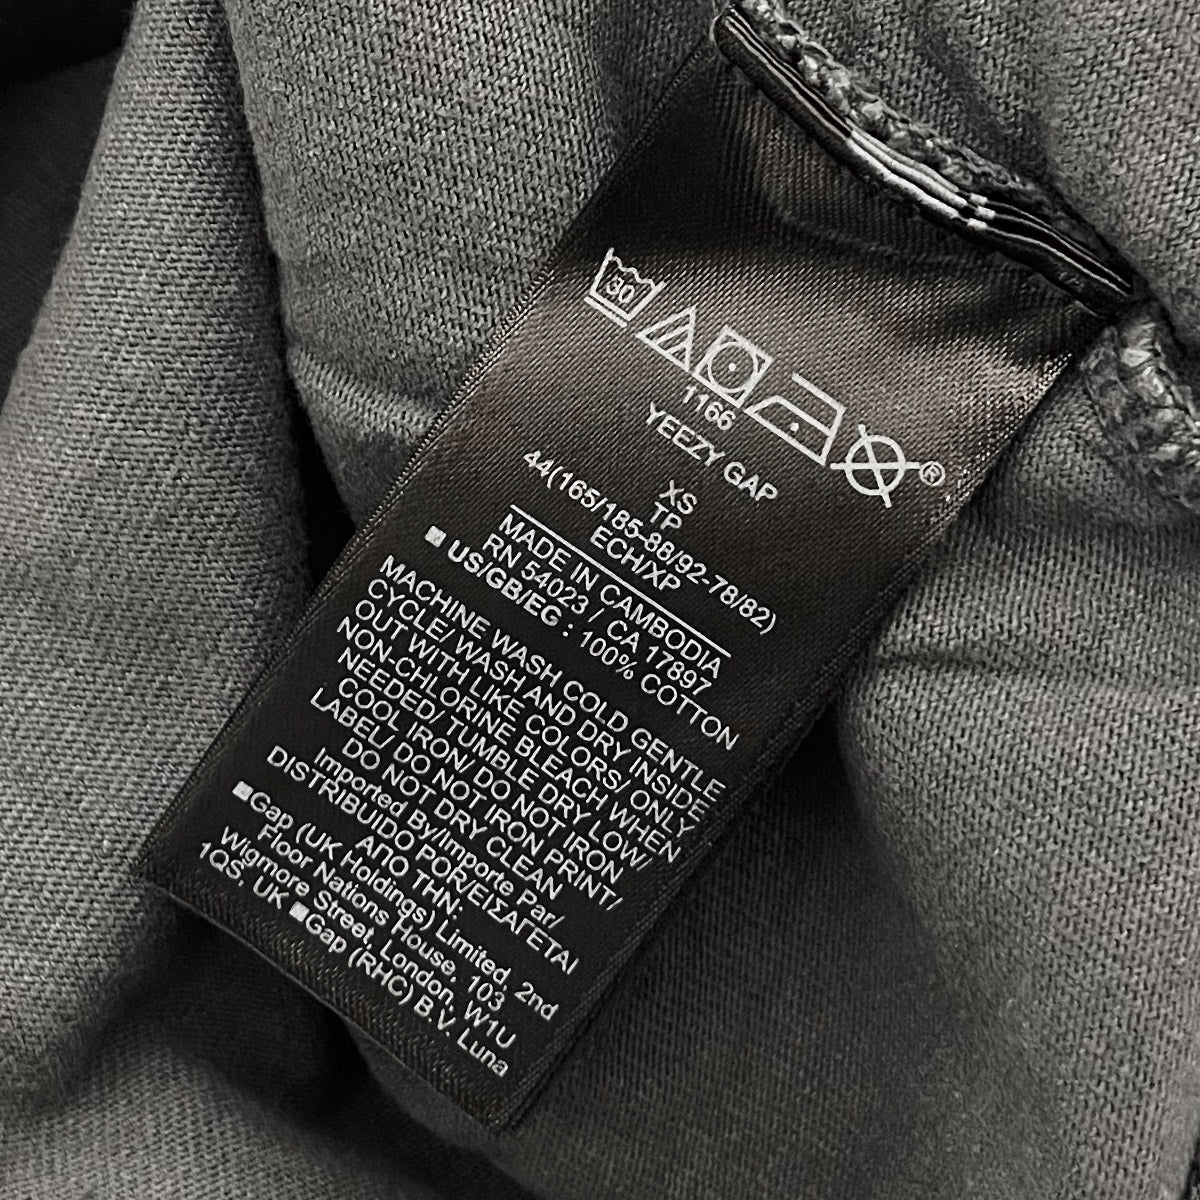 30
1166
®
YEEZY GAP
XS
TP
44(165/185-88/92-78/82)
ECH/XP
MADE IN CAMBODIA
RN 54023 / CA 17897
US/GB/EG : 100% COTTON
MACHINE WASH COLD GENTLE
CYCLE/ WASH AND DRY INSIDE
OUT WITH LIKE COLORS/ ONLY
NON-CHLORINE BLEACH WHEN
NEEDED/ TUMBLE DRY LOW/
COOL IRON/ DO NOT IRON
LABEL/ DO NOT IRON PRINT/
DO NOT DRY CLEAN
Imported By/Importe Par/
ΑΠΟ ΤΗΝ:
DISTRIBUIDO POR/ΕΙΣΑΓΕΤΑΙ
Gap (UK Holdings) Limited, 2nd
Floor Nations House, 103
Wigmore Street, London, W1U
1QS, UK Gap (RHC) B.V. Luna